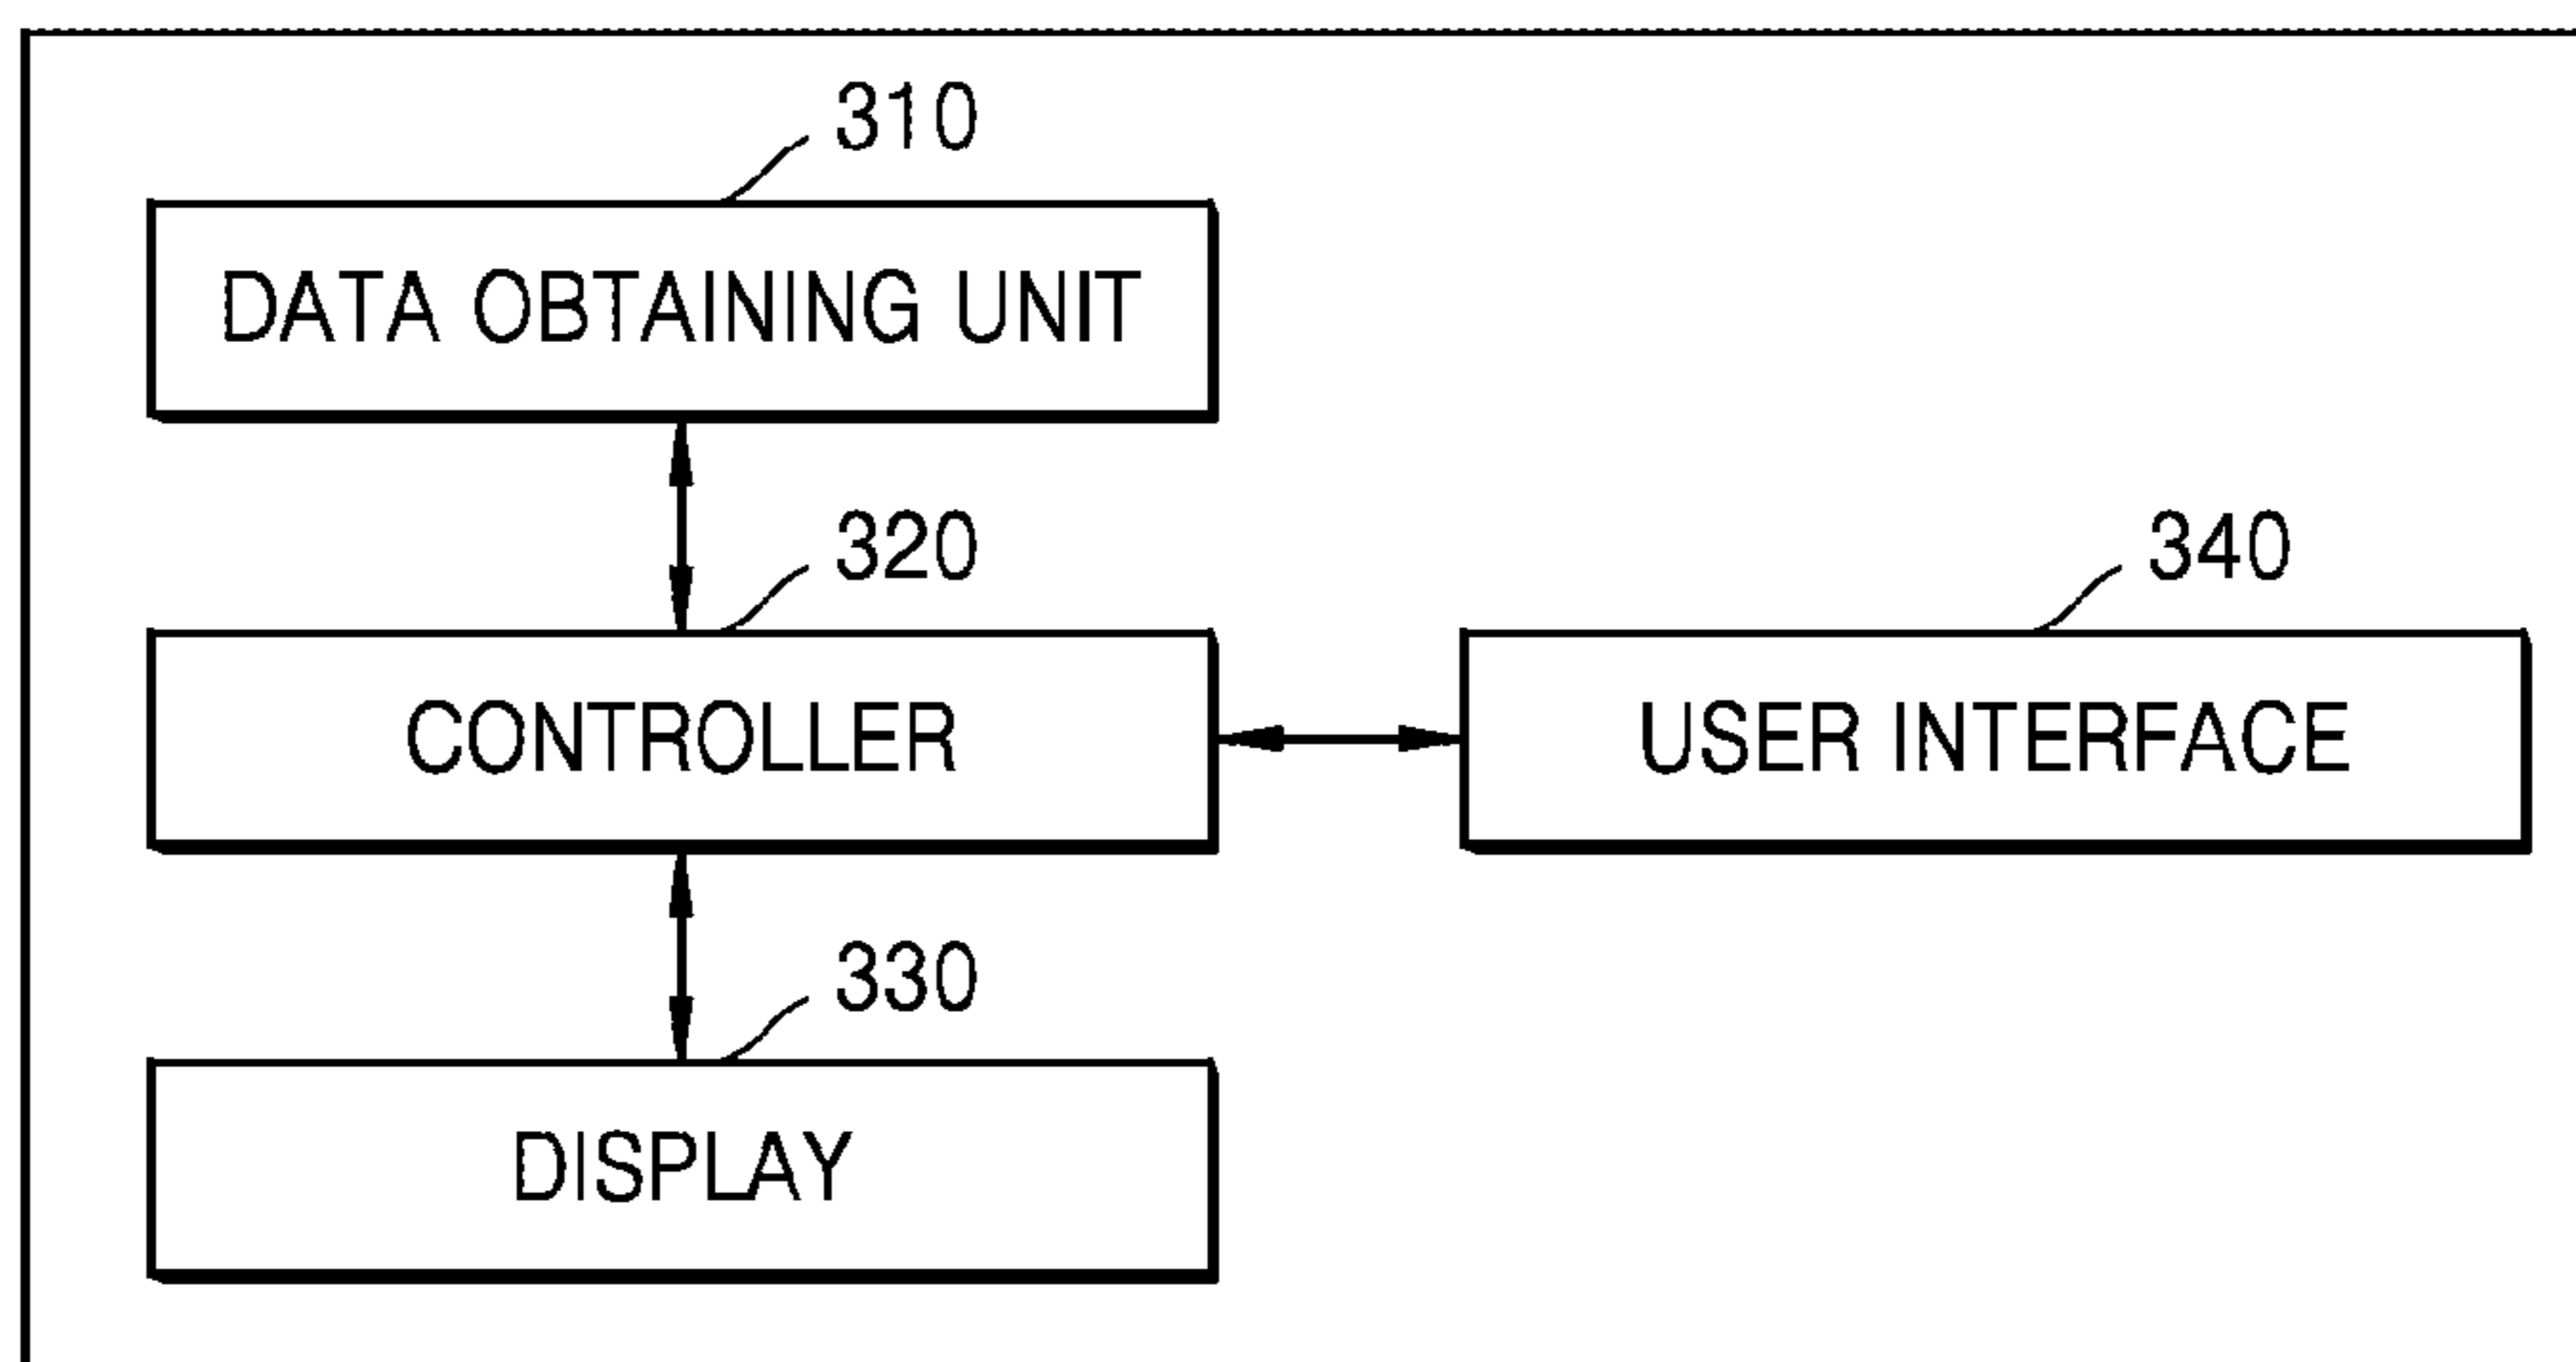 310
DATA OBTAINING UNIT
320
340
CONTROLLER
USER INTERFACE
330
DISPLAY